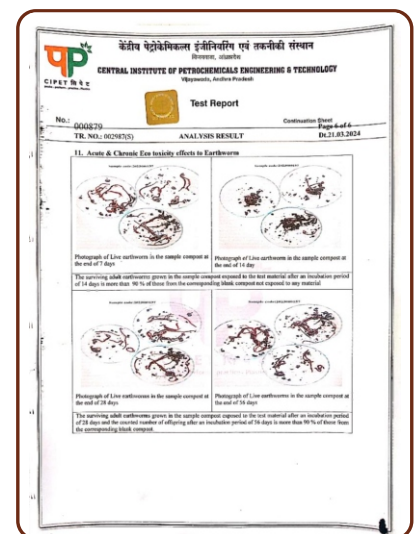 केंद्रीय पेट्रोकेमिकल्स इंजीनियरिंग एवं तकनीकी संस्थान
CENTRAL INSTITUTE OF PETROCHEMICALS ENGINEERING & TECHNOLOGY
Vijayawada, Andhra Pradesh
CIPET
Test Report
No.: 000879
Continuation Sheet
Page 6 of 6
TR. NO.: 002987(S) ANALYSIS RESULT Dt.21.03.2024
11. Acute & Chronic Eco toxicity effects to Earthworm
Photograph of Live earthworm in the sample compost at
the end of 7 days
Photograph of Live earthworms in the sample compost at
the end of 14 day
The surviving adult earthworms grown in the sample compost exposed to the test material after an incubation period
of 14 days is more than 90 % of those from the corresponding blank compost not exposed to any material
Photograph of Live earthworms in the sample compost at
the end of 28 days
Photograph of Live earthworms in the sample compost at
the end of 56 days
The surviving adult earthworms grown in the sample compost exposed to the test material after an incubation period
of 28 days and the counted number of offspring after an incubation period of 56 days is more than 90 % of those from
the corresponding blank compost.